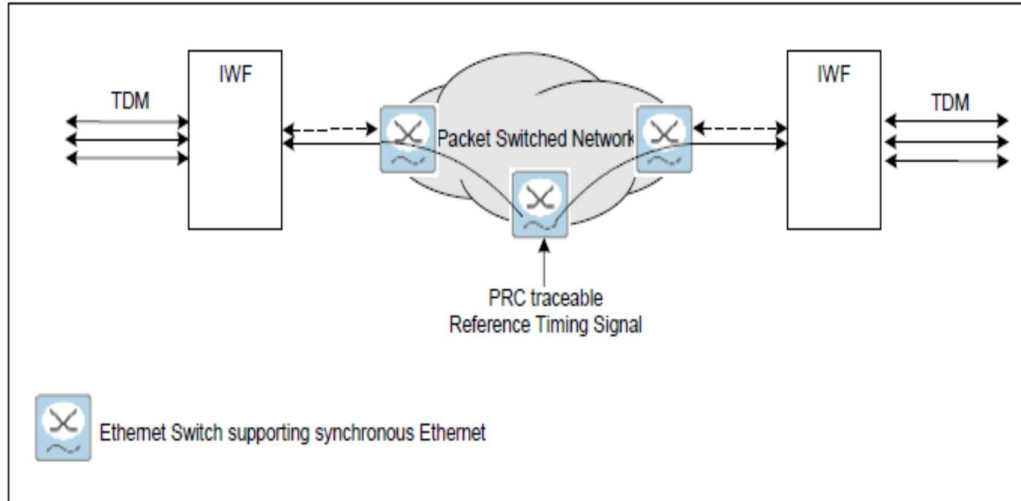 IWF
IWF
TDM
TDM
Packet Switched Network
PRC traceable
Reference Timing Signal
Ethernet Switch supporting synchronous Ethernet